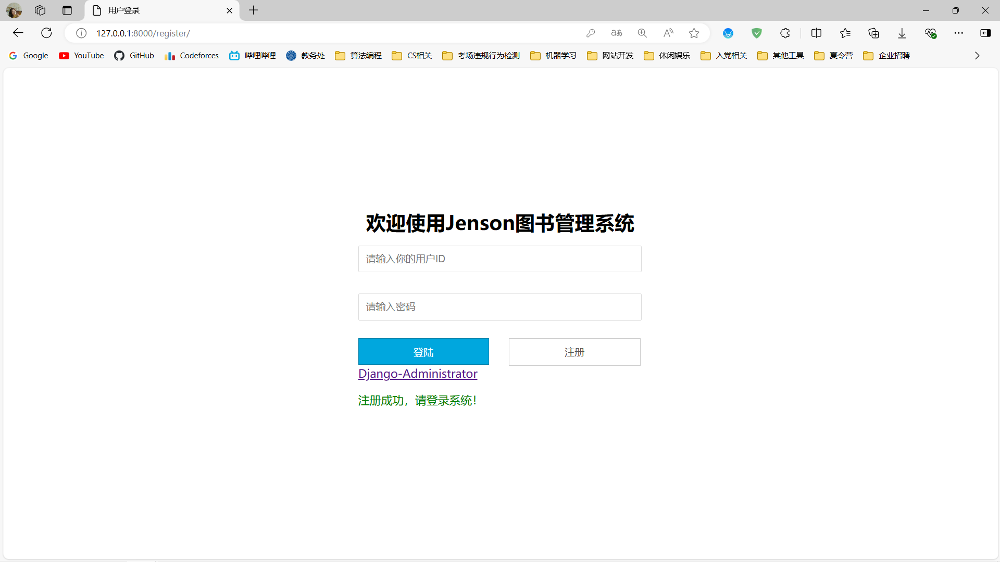 用户登录
127.0.0.1:8000/register/
Google YouTube GitHub Codeforces 哔哩哔哩 教务处 算法编程 CS相关 考场违规行为检测 机器学习 网站开发 休闲娱乐 入党相关 其他工具 夏令营 企业招聘
欢迎使用Jenson图书管理系统
请输入你的用户ID
请输入密码
登陆 注册
Django-Administrator
注册成功，请登录系统！